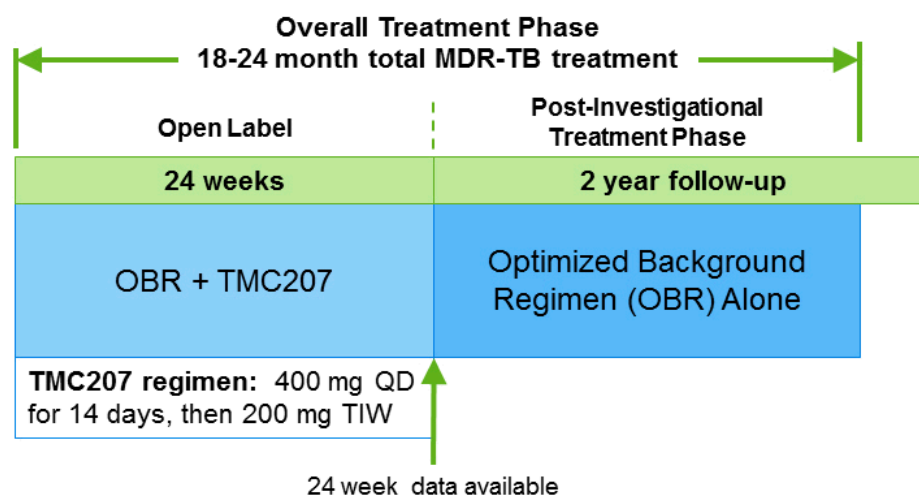 Overall Treatment Phase
18-24 month total MDR-TB treatment
Open Label
Post-Investigational
Treatment Phase
24 weeks
2 year follow-up
OBR + TMC207
Optimized Background
Regimen (OBR) Alone
TMC207 regimen: 400 mg QD
for 14 days, then 200 mg TIW
24 week data available